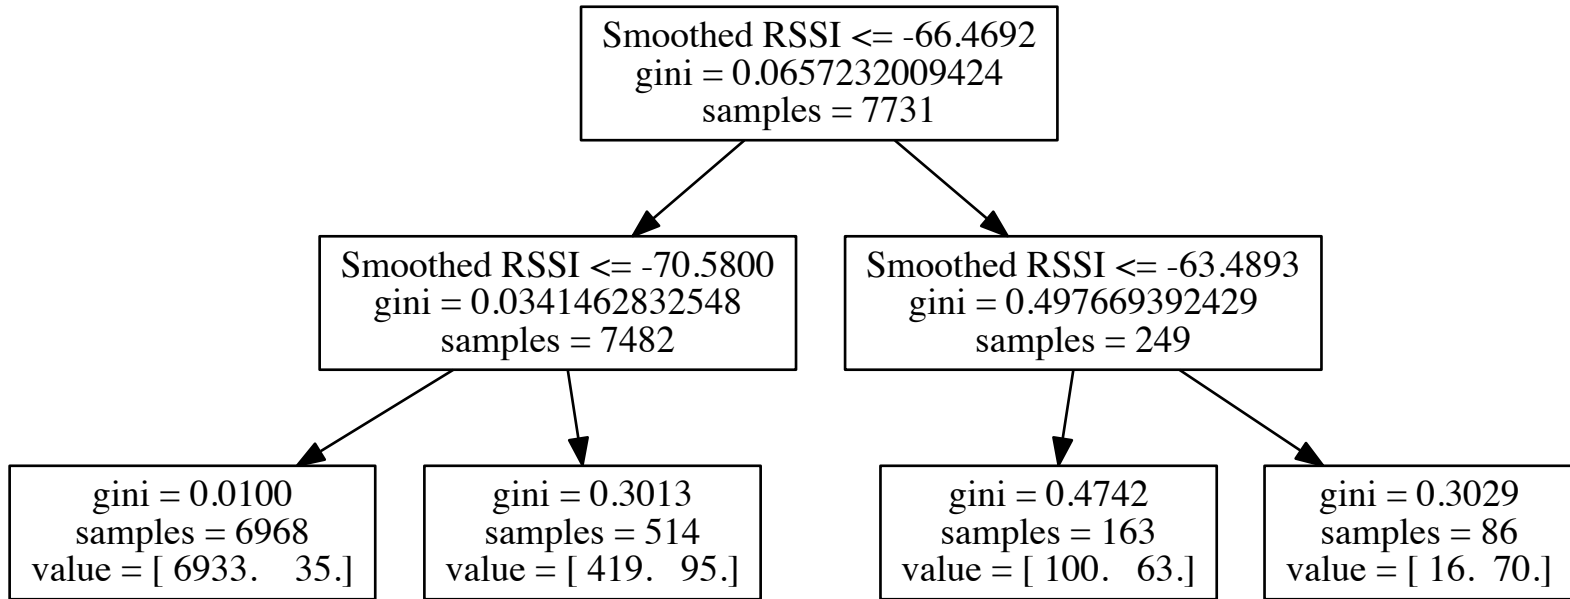 Smoothed RSSI <= -66.4692
gini = 0.0657232009424
samples = 7731
Smoothed RSSI <= -70.5800
gini = 0.0341462832548
samples = 7482
Smoothed RSSI <= -63.4893
gini = 0.497669392429
samples = 249
gini = 0.0100
samples = 6968
value = [ 6933.    35.]
gini = 0.3013
samples = 514
value = [ 419.   95.]
gini = 0.4742
samples = 163
value = [ 100.   63.]
gini = 0.3029
samples = 86
value = [ 16.  70.]